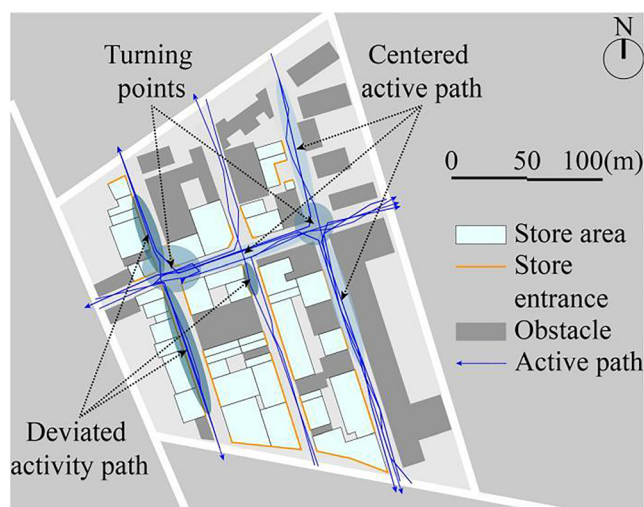 Turning
points
Centered
active path
N
0 50 100(m)
Store area
Store
entrance
Obstacle
Active path
Deviated
activity path